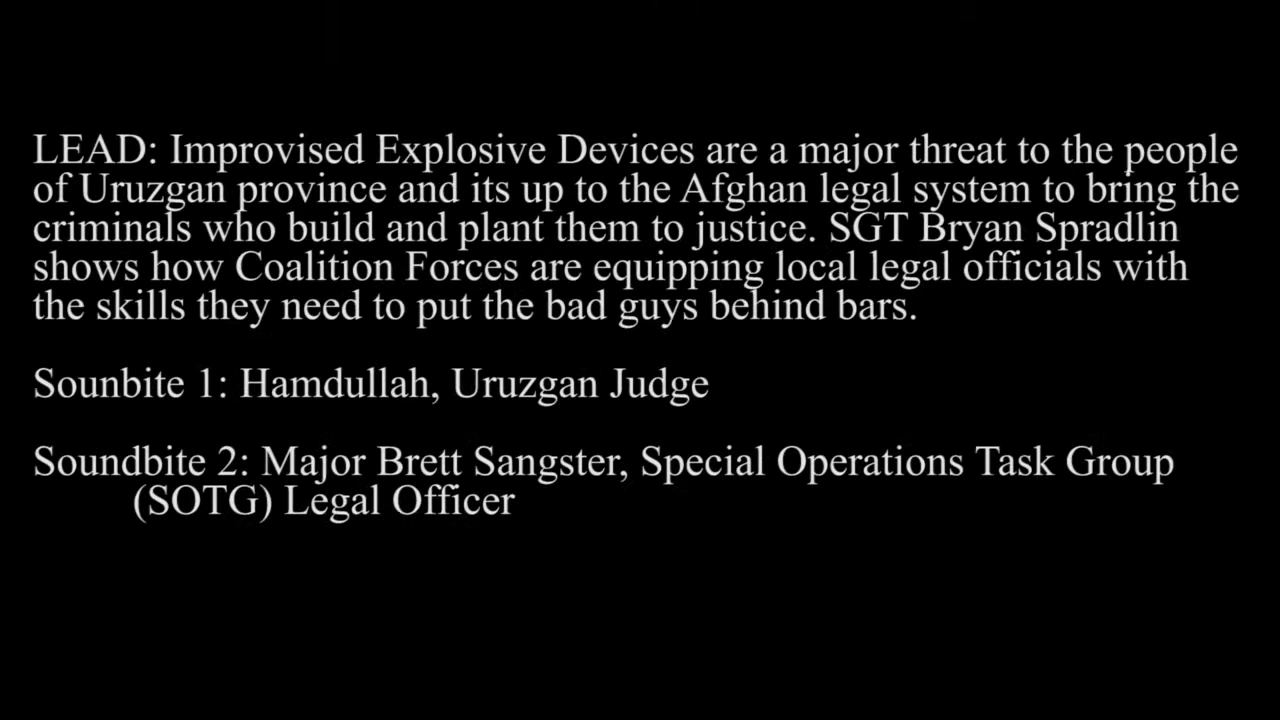 LEAD: Improvised Explosive Devices are a major threat to the people
of Uruzgan province and its up to the Afghan legal system to bring the
criminals who build and plant them to justice. SGT Bryan Spradlin
shows how Coalition Forces are equipping local legal officials with
the skills they need to put the bad guys behind bars.
Sounbite 1: Hamdullah, Uruzgan Judge
Soundbite 2: Major Brett Sangster, Special Operations Task Group
(SOTG) Legal Officer